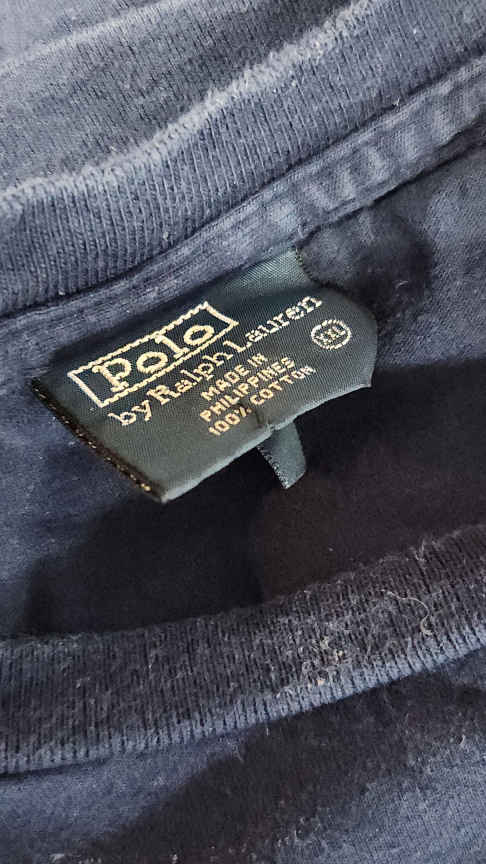 Polo
by Ralph Lauren
XXL
MADE IN
PHILIPPINES
100% COTTON